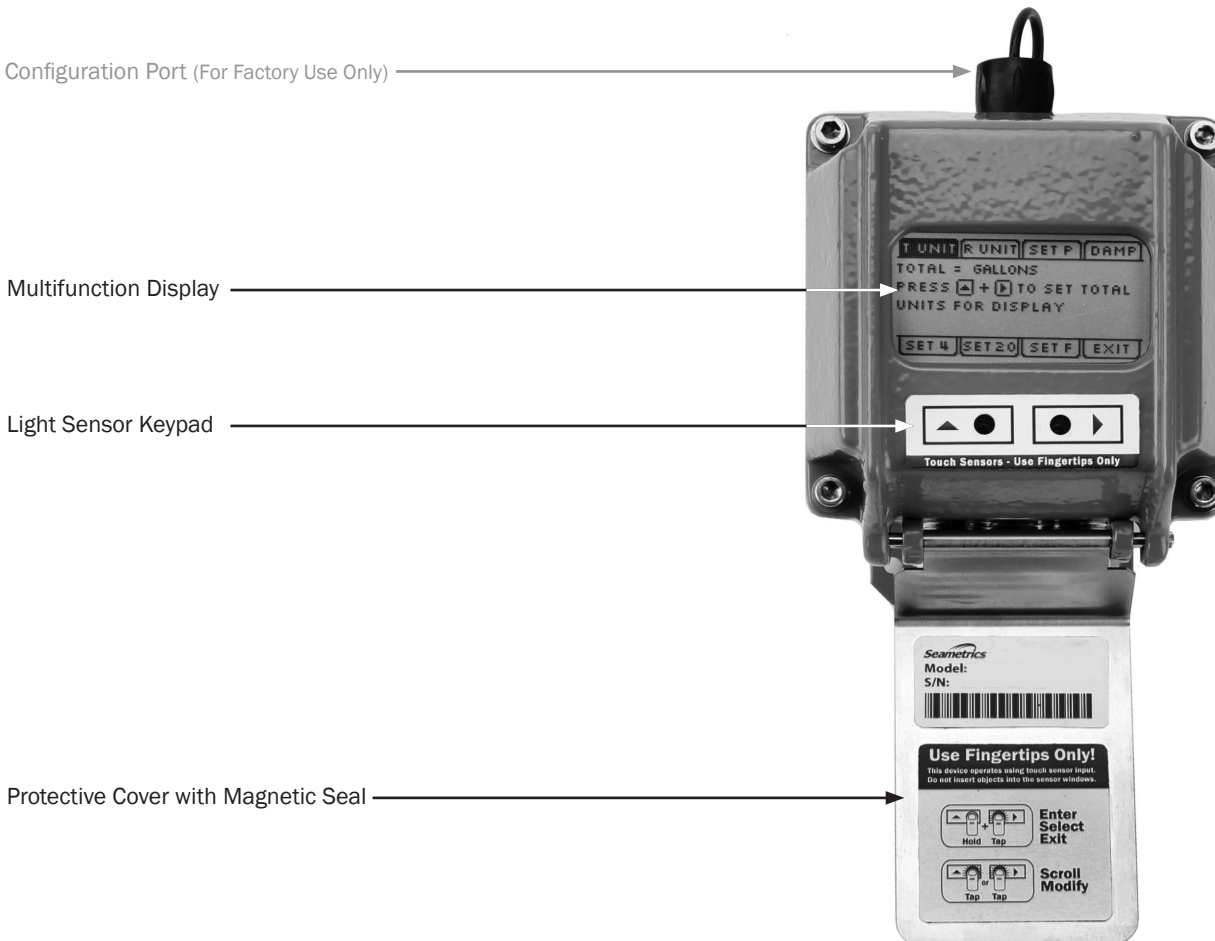 Configuration Port (For Factory Use Only)
T UNIT R UNIT SET P DAMP
TOTAL = GALLONS
PRESS ▲ + ▶ TO SET TOTAL
UNITS FOR DISPLAY
SET 4 SET 20 SET F EXIT
Multifunction Display
Light Sensor Keypad
Touch Sensors - Use Fingertips Only
Seametrics
Model:
S/N:
Use Fingertips Only!
This device operates using touch sensor input.
Do not insert objects into the sensor windows.
Protective Cover with Magnetic Seal
+
Hold Tap
Enter
Select
Exit
or
Tap Tap
Scroll
Modify